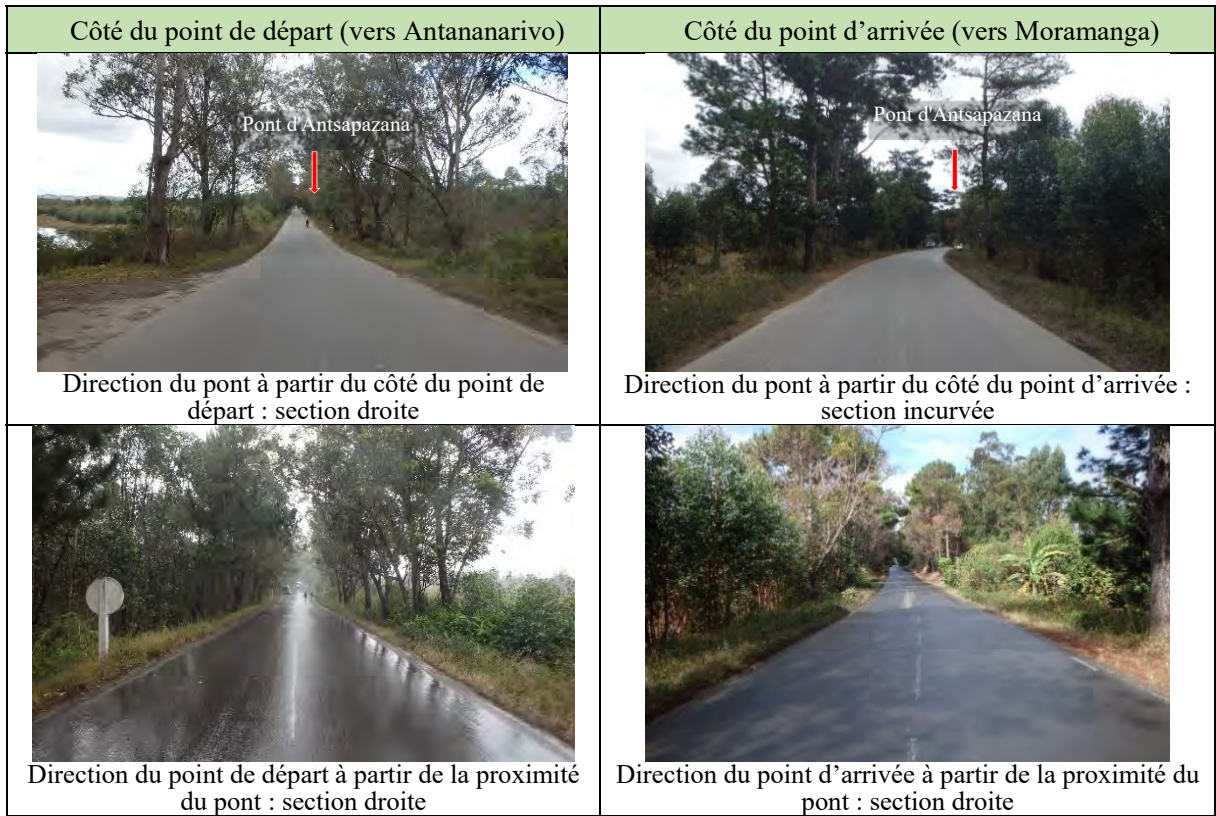 Côté du point de départ (vers Antananarivo)
Côté du point d’arrivée (vers Moramanga)
Pont d'Antsapazana
Pont d'Antsapazana
Direction du pont à partir du côté du point de
départ : section droite
Direction du pont à partir du côté du point d’arrivée :
section incurvée
Direction du point de départ à partir de la proximité
du pont : section droite
Direction du point d’arrivée à partir de la proximité du
pont : section droite